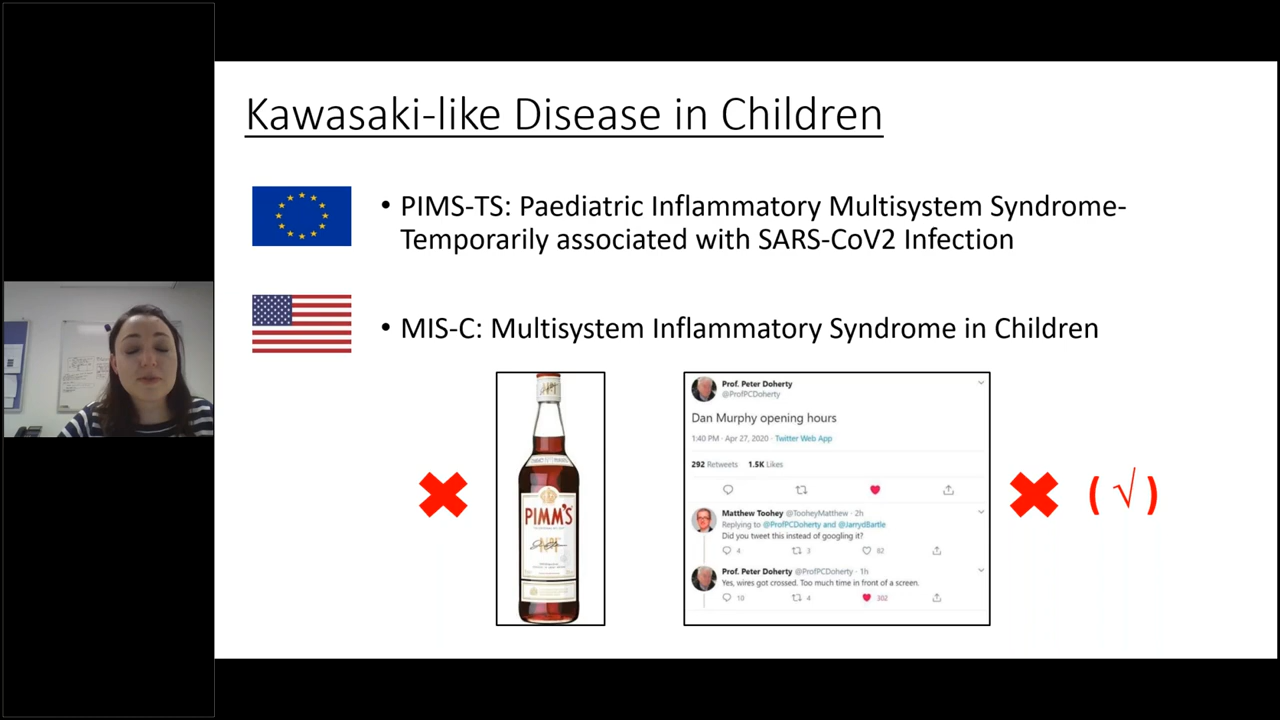 Kawasaki-like Disease in Children
• PIMS-TS: Paediatric Inflammatory Multisystem Syndrome-
Temporarily associated with SARS-CoV2 Infection
• MIS-C: Multisystem Inflammatory Syndrome in Children
PIMM'S
Prof. Peter Doherty
@ProfPCDoherty
Dan Murphy opening hours
1:40 PM · Apr 27, 2020 · Twitter Web App
292 Retweets 1.5K Likes
Matthew Toohey @TooheyMatthew · 2h
Replying to @ProfPCDoherty and @JarrydBartle
Did you tweet this instead of googling it?
4 3 82
Prof. Peter Doherty @ProfPCDoherty · 1h
Yes, wires got crossed. Too much time in front of a screen.
10 4 302
(√)